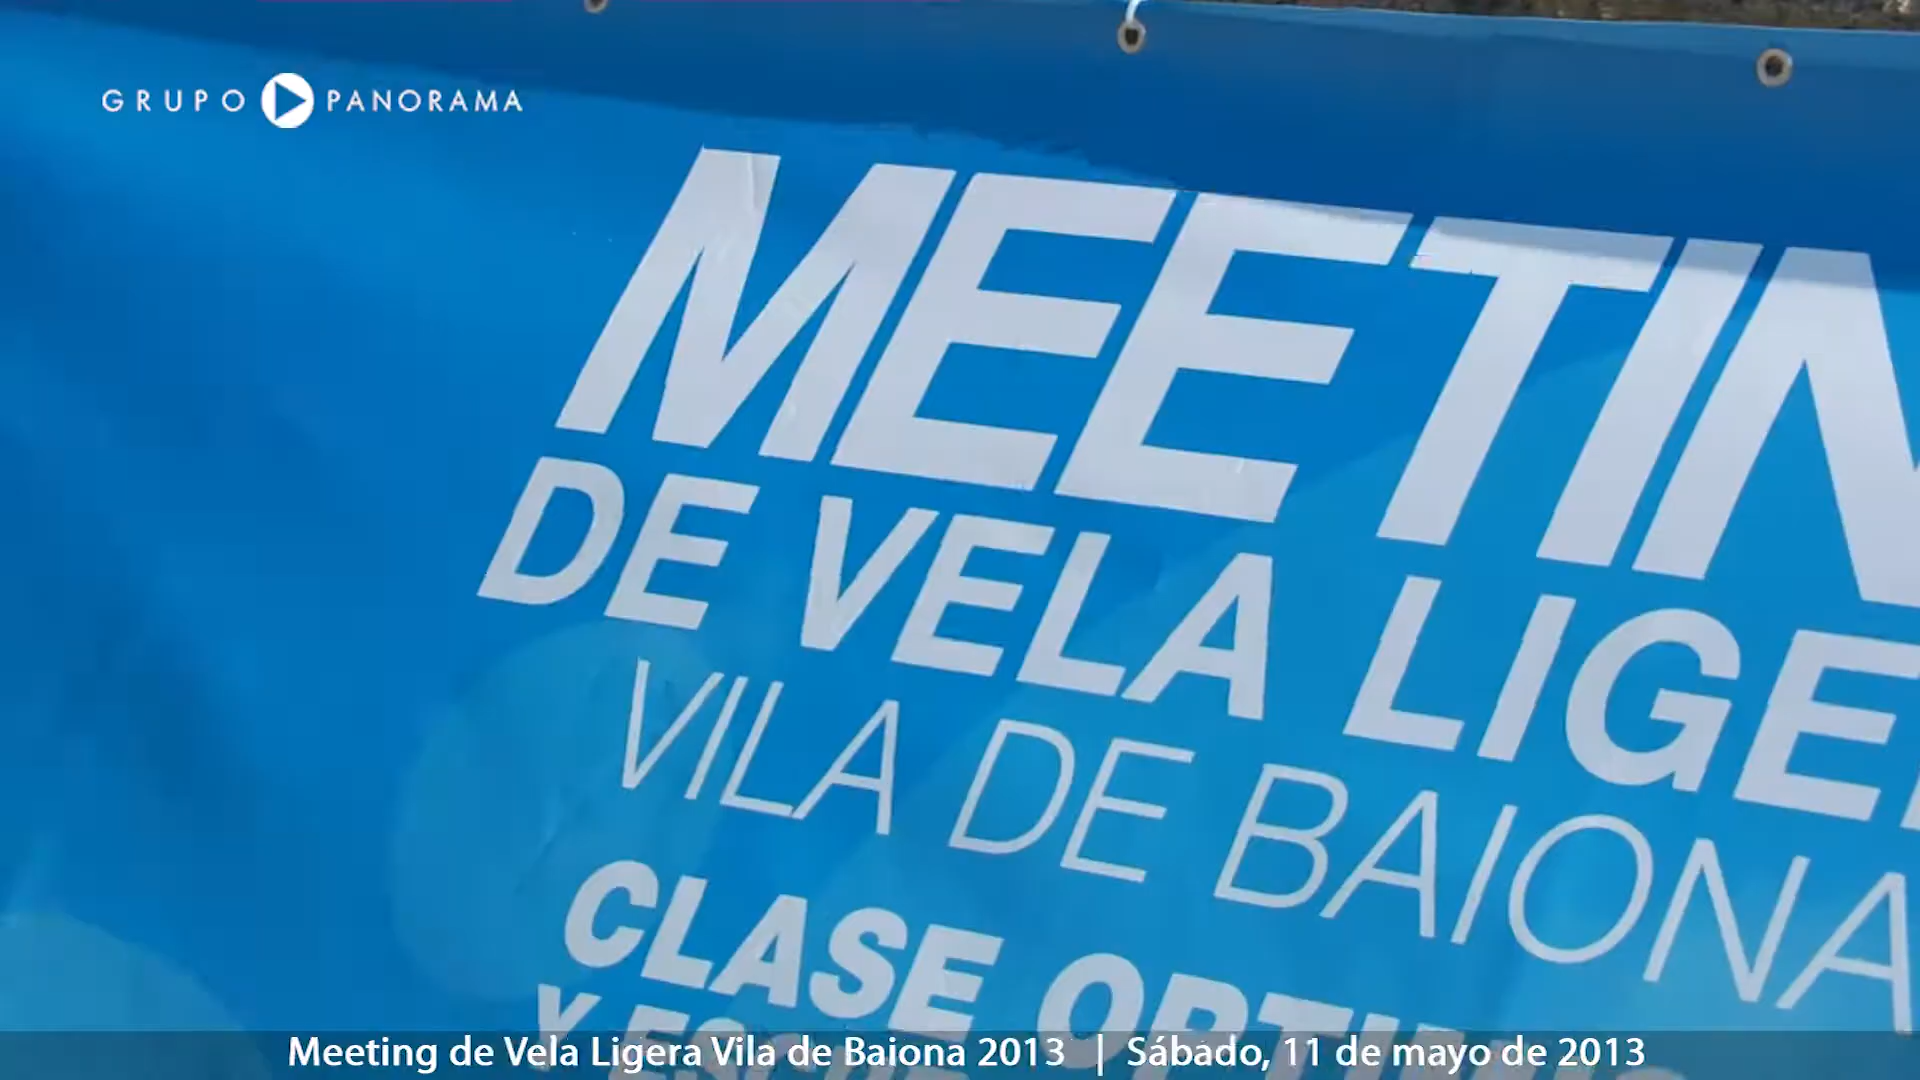 GRUPO PANORAMA
MEETIN
DE VELA LIGE
VILA DE BAIONA
CLASE OPTIM
Meeting de Vela Ligera Vila de Baiona 2013 | Sábado, 11 de mayo de 2013